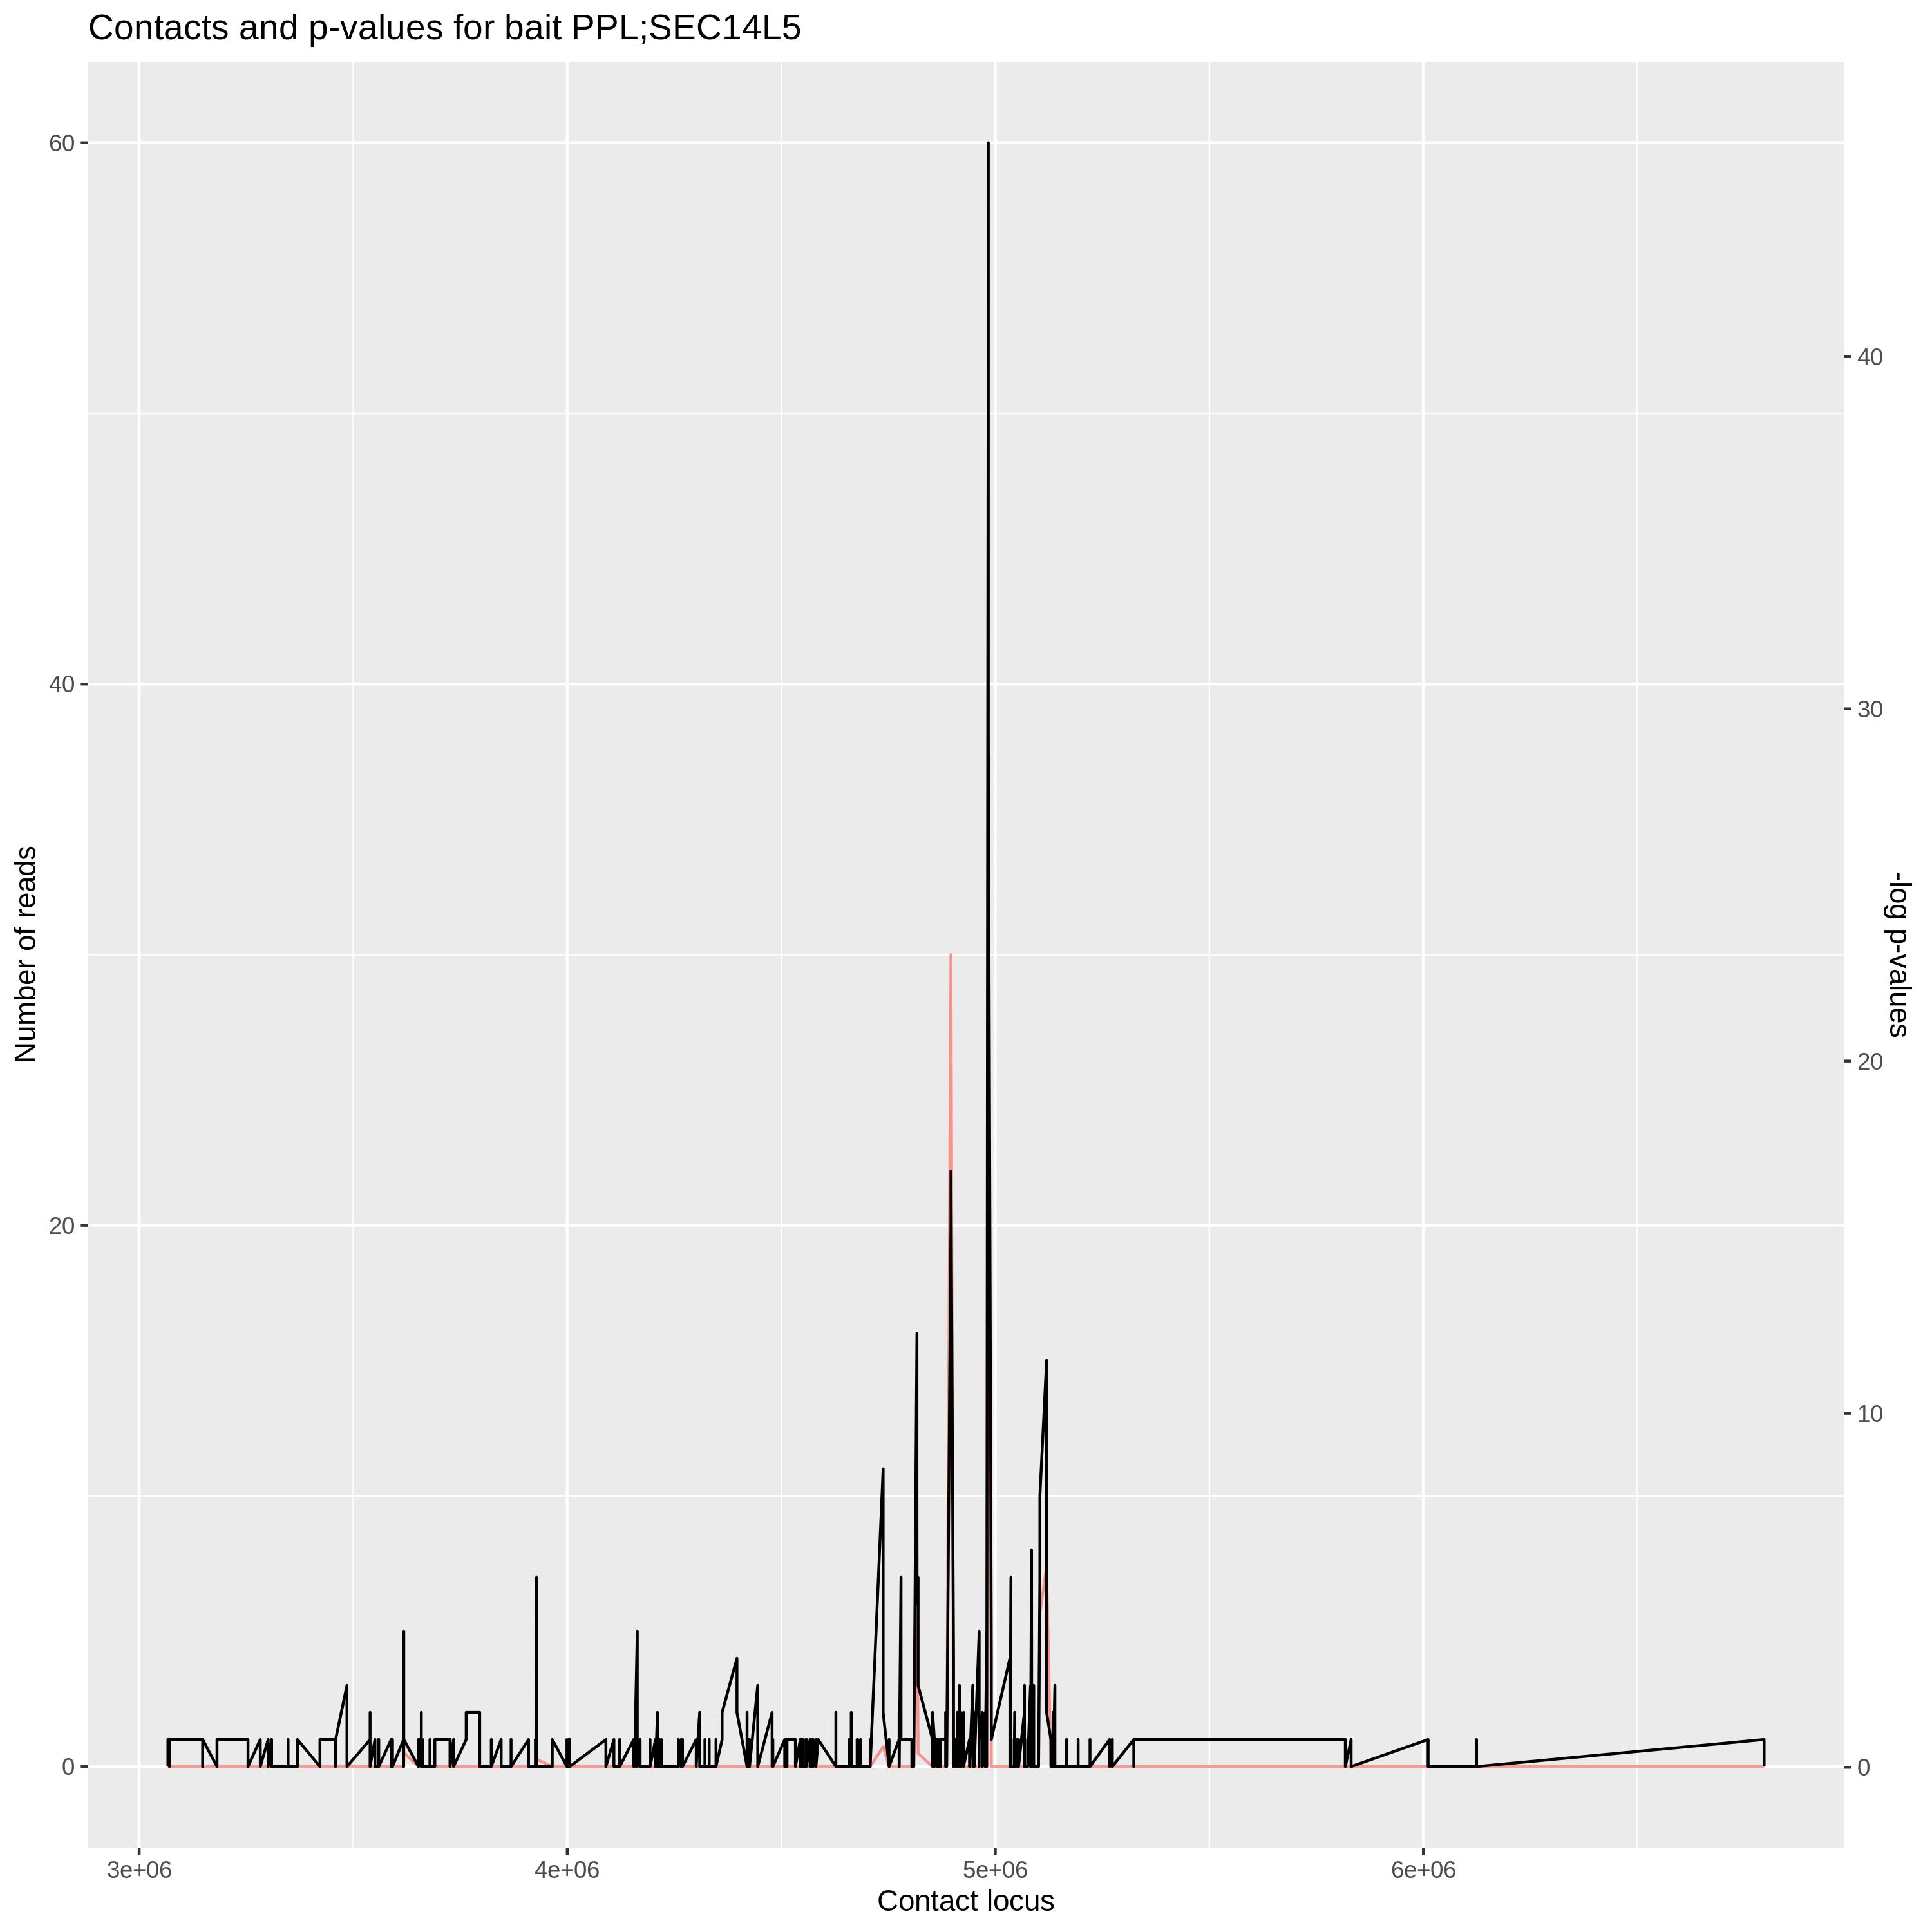 Contacts and p-values for bait PPL;SEC14L5
60
40
20
0
Number of reads
40
30
20
10
0
-log p-values
3e+06
4e+06
5e+06
6e+06
Contact locus